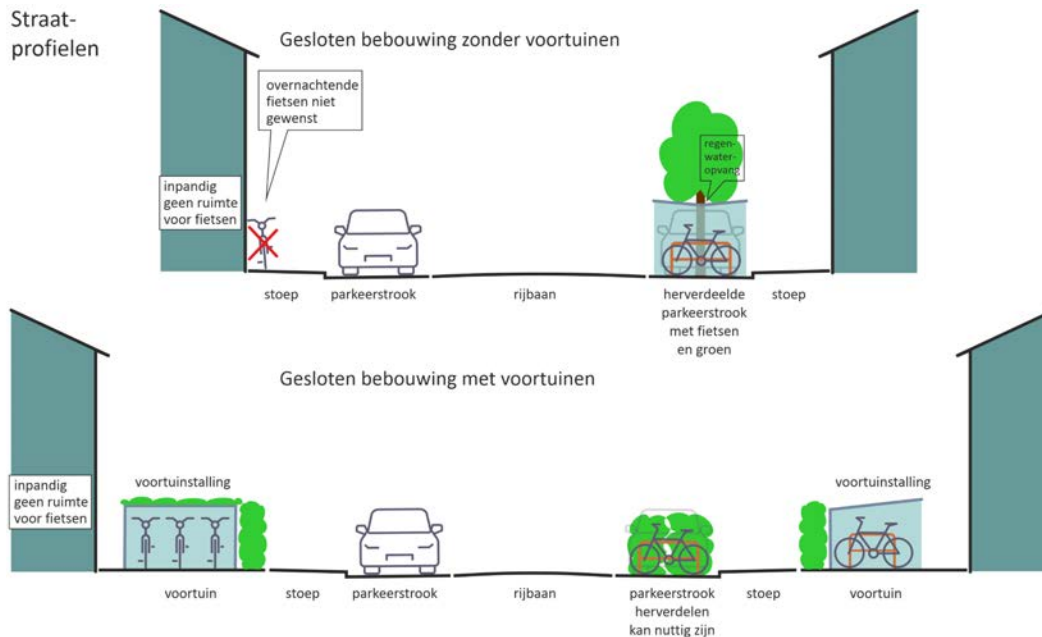 Straat-
profielen
Gesloten bebouwing zonder voortuinen
overnachtende
fietsen niet
gewenst
regen-
water-
opvang
inpandig
geen ruimte
voor fietsen
stoep
parkeerstrook
rijbaan
herverdeelde
parkeerstrook
met fietsen
en groen
stoep
Gesloten bebouwing met voortuinen
inpandig
geen ruimte
voor fietsen
voortuinstalling
voortuinstalling
voortuin
stoep
parkeerstrook
rijbaan
parkeerstrook
herverdelen
kan nuttig zijn
stoep
voortuin